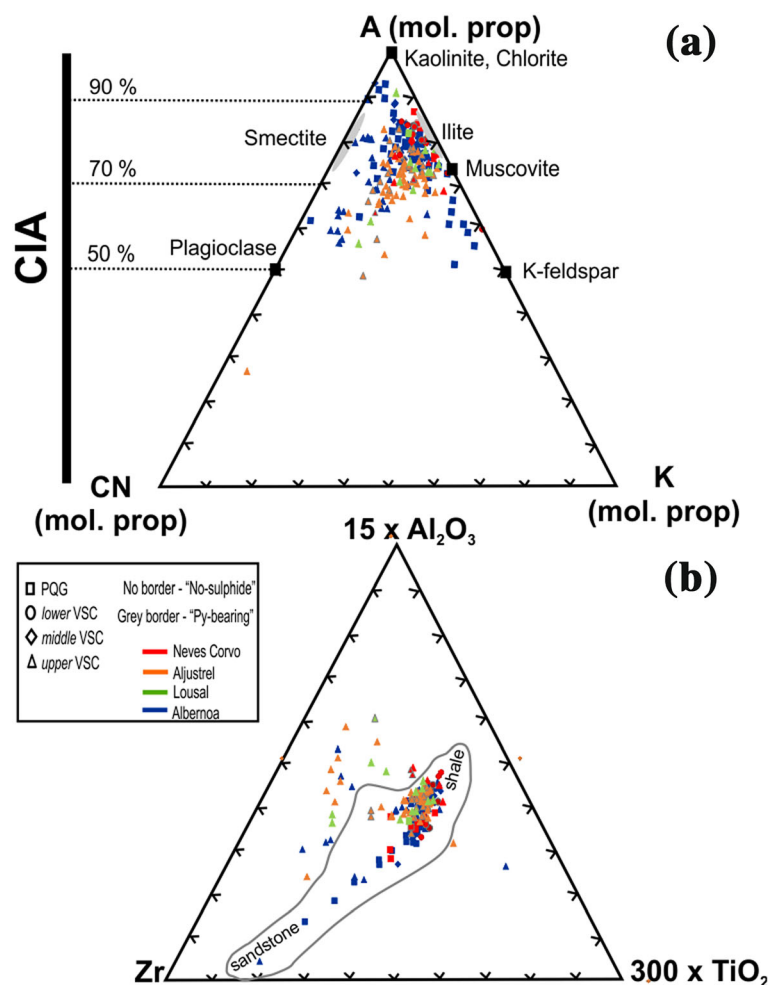 A (mol. prop)
(a)
Kaolinite, Chlorite
90 %
Smectite
Ilite
70 %
Muscovite
CIA
Plagioclase
50 %
K-feldspar
CN
(mol. prop)
K
(mol. prop)
15 x Al₂O₃
(b)
PQG
No border - “No-sulphide”
lower VSC
Grey border - “Py-bearing”
middle VSC
upper VSC
Neves Corvo
Aljustrel
Lousal
Albernoa
shale
sandstone
Zr
300 x TiO₂